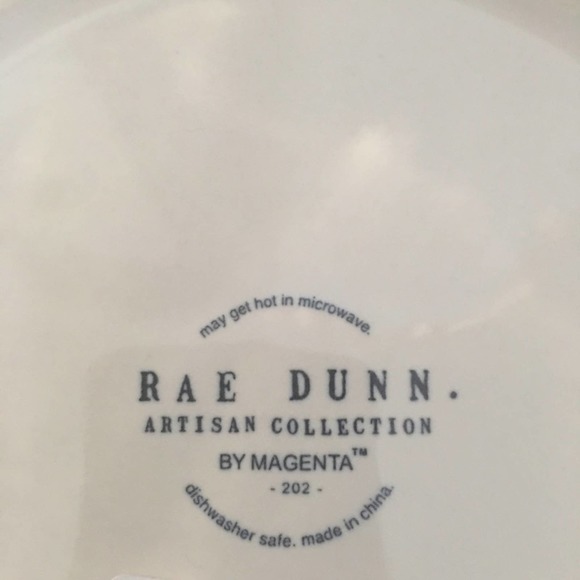 may get hot in microwave.
RAE DUNN.
ARTISAN COLLECTION
BY MAGENTA™
- 202 -
dishwasher safe. made in china.